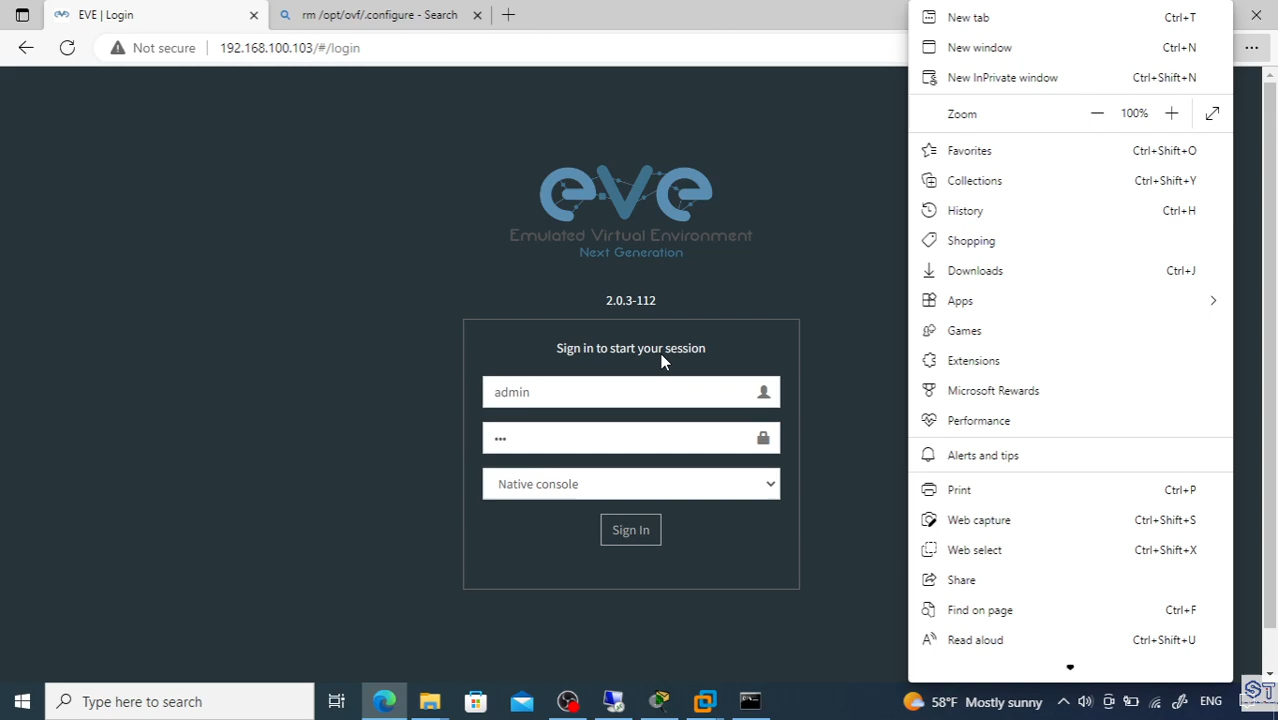 EVE | Login
rm /opt/ovf/.configure - Search
Not secure
192.168.100.103/#/login
eve
Emulated Virtual Environment
Next Generation
2.0.3-112
Sign in to start your session
admin
•••
Native console
Sign In
New tab Ctrl+T
New window Ctrl+N
New InPrivate window Ctrl+Shift+N
Zoom 100%
Favorites Ctrl+Shift+O
Collections Ctrl+Shift+Y
History Ctrl+H
Shopping
Downloads Ctrl+J
Apps
Games
Extensions
Microsoft Rewards
Performance
Alerts and tips
Print Ctrl+P
Web capture Ctrl+Shift+S
Web select Ctrl+Shift+X
Share
Find on page Ctrl+F
Read aloud Ctrl+Shift+U
Type here to search
58°F Mostly sunny
ENG
ST